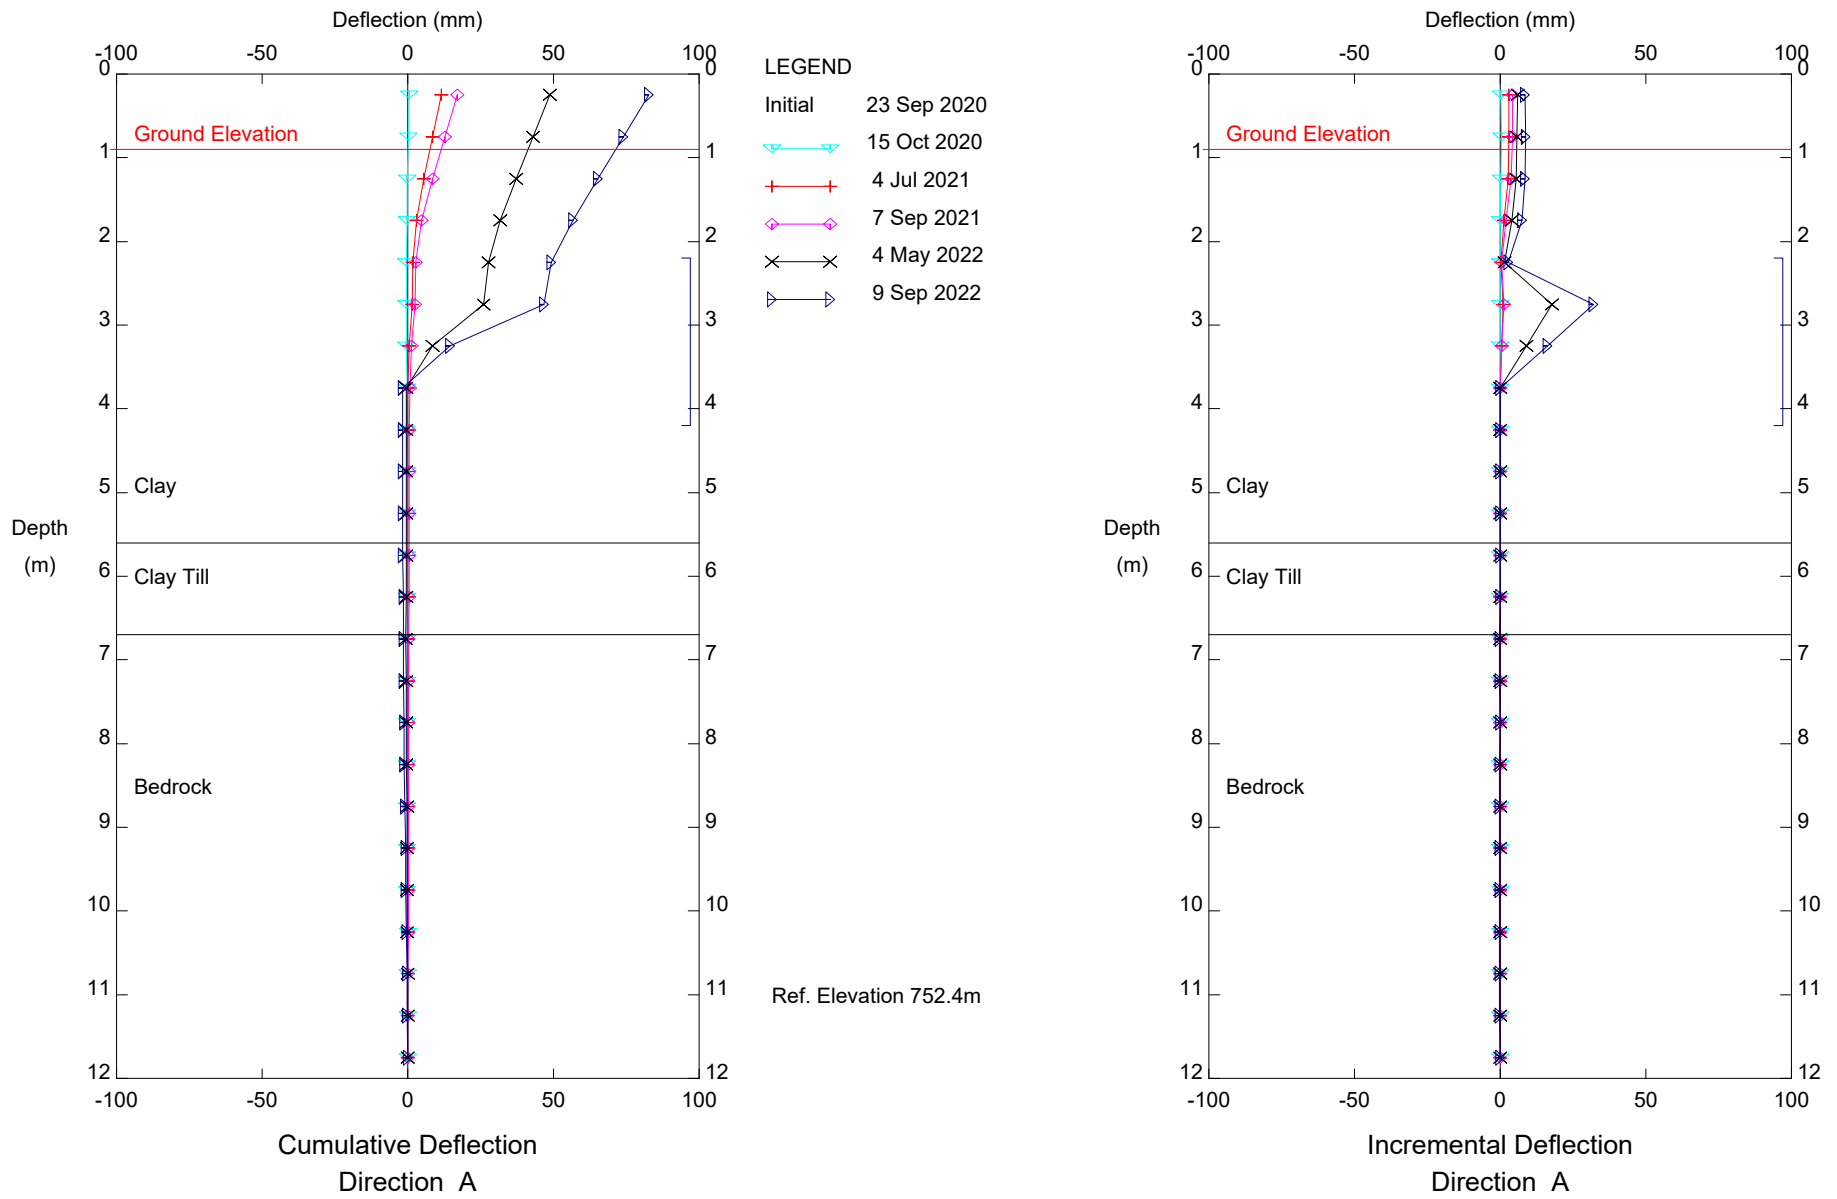 Deflection (mm)
-100 -50 0 50 100
0 0
Ground Elevation
1 1
2 2
3 3
4 4
Clay
5 5
Depth
(m)
Clay Till
6 6
7 7
8 8
Bedrock
9 9
10 10
11 11
12 12
-100 -50 0 50 100
Cumulative Deflection
Direction A
LEGEND
Initial 23 Sep 2020
15 Oct 2020
4 Jul 2021
7 Sep 2021
4 May 2022
9 Sep 2022
Ref. Elevation 752.4m
Deflection (mm)
-100 -50 0 50 100
0 0
Ground Elevation
1 1
2 2
3 3
4 4
Clay
5 5
Depth
(m)
Clay Till
6 6
7 7
8 8
Bedrock
9 9
10 10
11 11
12 12
-100 -50 0 50 100
Incremental Deflection
Direction A